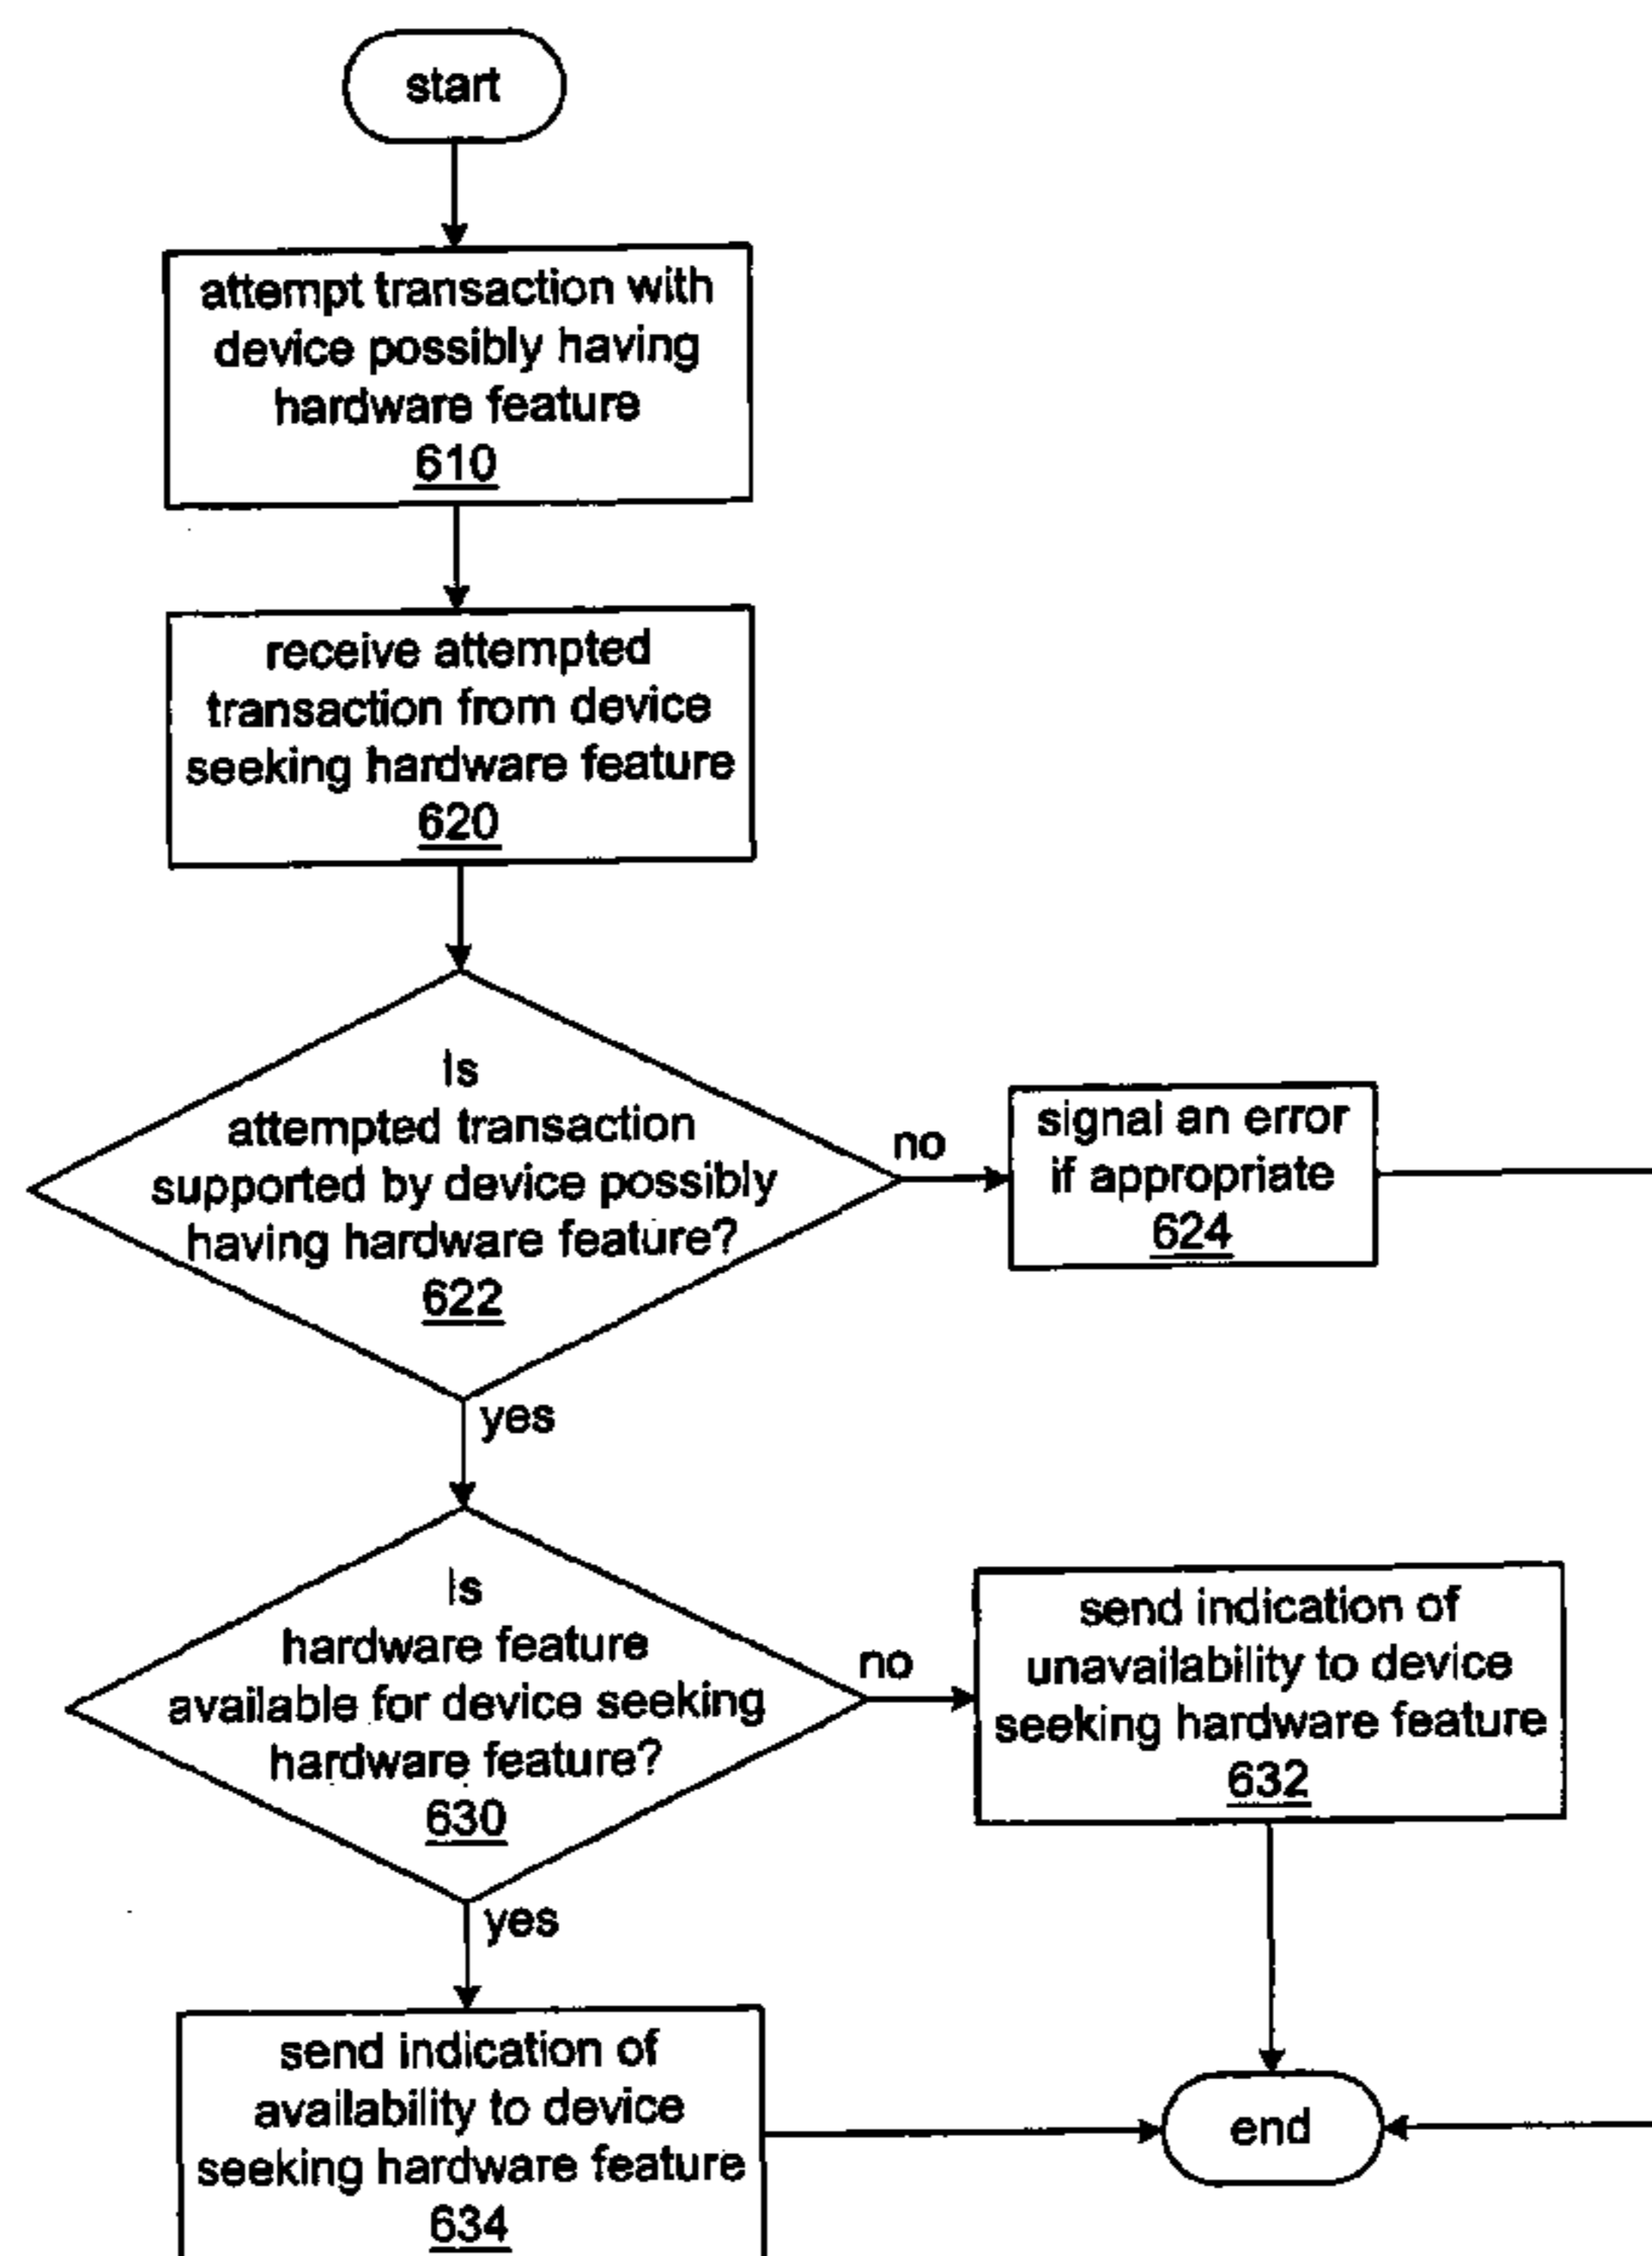 start
attempt transaction with
device possibly having
hardware feature
610
receive attempted
transaction from device
seeking hardware feature
620
Is
attempted transaction
supported by device possibly
having hardware feature?
622
no
signal an error
if appropriate
624
yes
Is
hardware feature
available for device seeking
hardware feature?
630
no
send indication of
unavailability to device
seeking hardware feature
632
yes
send indication of
availability to device
seeking hardware feature
634
end